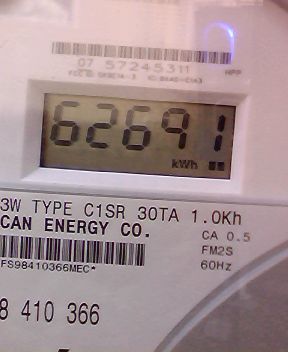 07 57245311
HPP
62691
kWh
3W TYPE C1SR 30TA 1.0Kh
CAN ENERGY CO.
CA 0.5
FM2S
60Hz
FS98410366MEC*
8 410 366